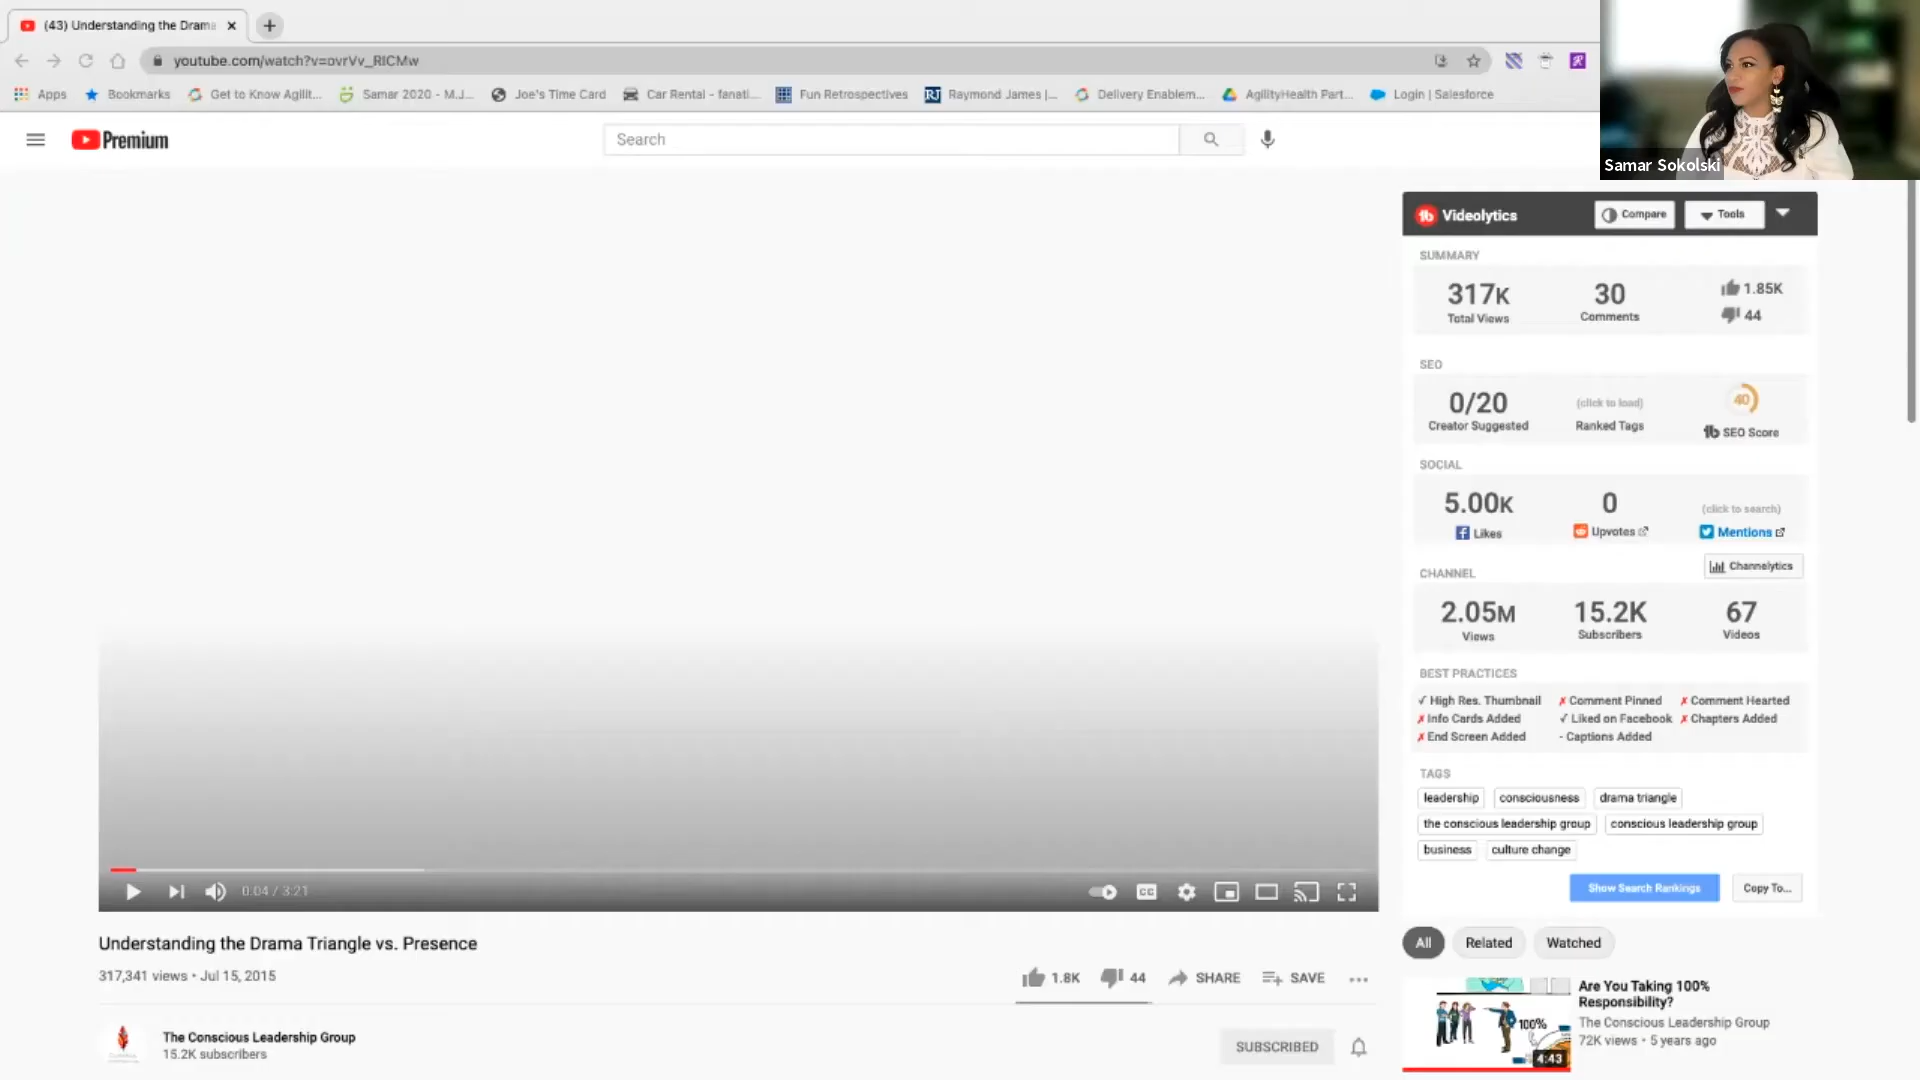 (43) Understanding the Drama
youtube.com/watch?v=ovrVv_RICMw
Apps
Bookmarks
Get to Know Agilit...
Samar 2020 - M.J...
Joe's Time Card
Car Rental - fanati...
Fun Retrospectives
RJ
Raymond James |...
Delivery Enablem...
AgilityHealth Part...
Login | Salesforce
Samar Sokolski
Premium
Search
Videolytics
Compare
Tools
SUMMARY
317K
30
1.85K
Total Views
Comments
44
SEO
0/20
(click to load)
40
Creator Suggested
Ranked Tags
SEO Score
SOCIAL
5.00K
0
(click to search)
Likes
Upvotes
Mentions
CHANNEL
Channelytics
2.05M
15.2K
67
Views
Subscribers
Videos
BEST PRACTICES
✓ High Res. Thumbnail
✗ Comment Pinned
✗ Comment Hearted
✗ Info Cards Added
✓ Liked on Facebook
✗ Chapters Added
✗ End Screen Added
- Captions Added
TAGS
leadership
consciousness
drama triangle
the conscious leadership group
conscious leadership group
business
culture change
Show Search Rankings
Copy To...
0:04 / 3:21
CC
Understanding the Drama Triangle vs. Presence
317,341 views • Jul 15, 2015
1.8K
44
SHARE
SAVE
The Conscious Leadership Group
15.2K subscribers
SUBSCRIBED
All
Related
Watched
100%
4:43
Are You Taking 100%
Responsibility?
The Conscious Leadership Group
72K views • 5 years ago